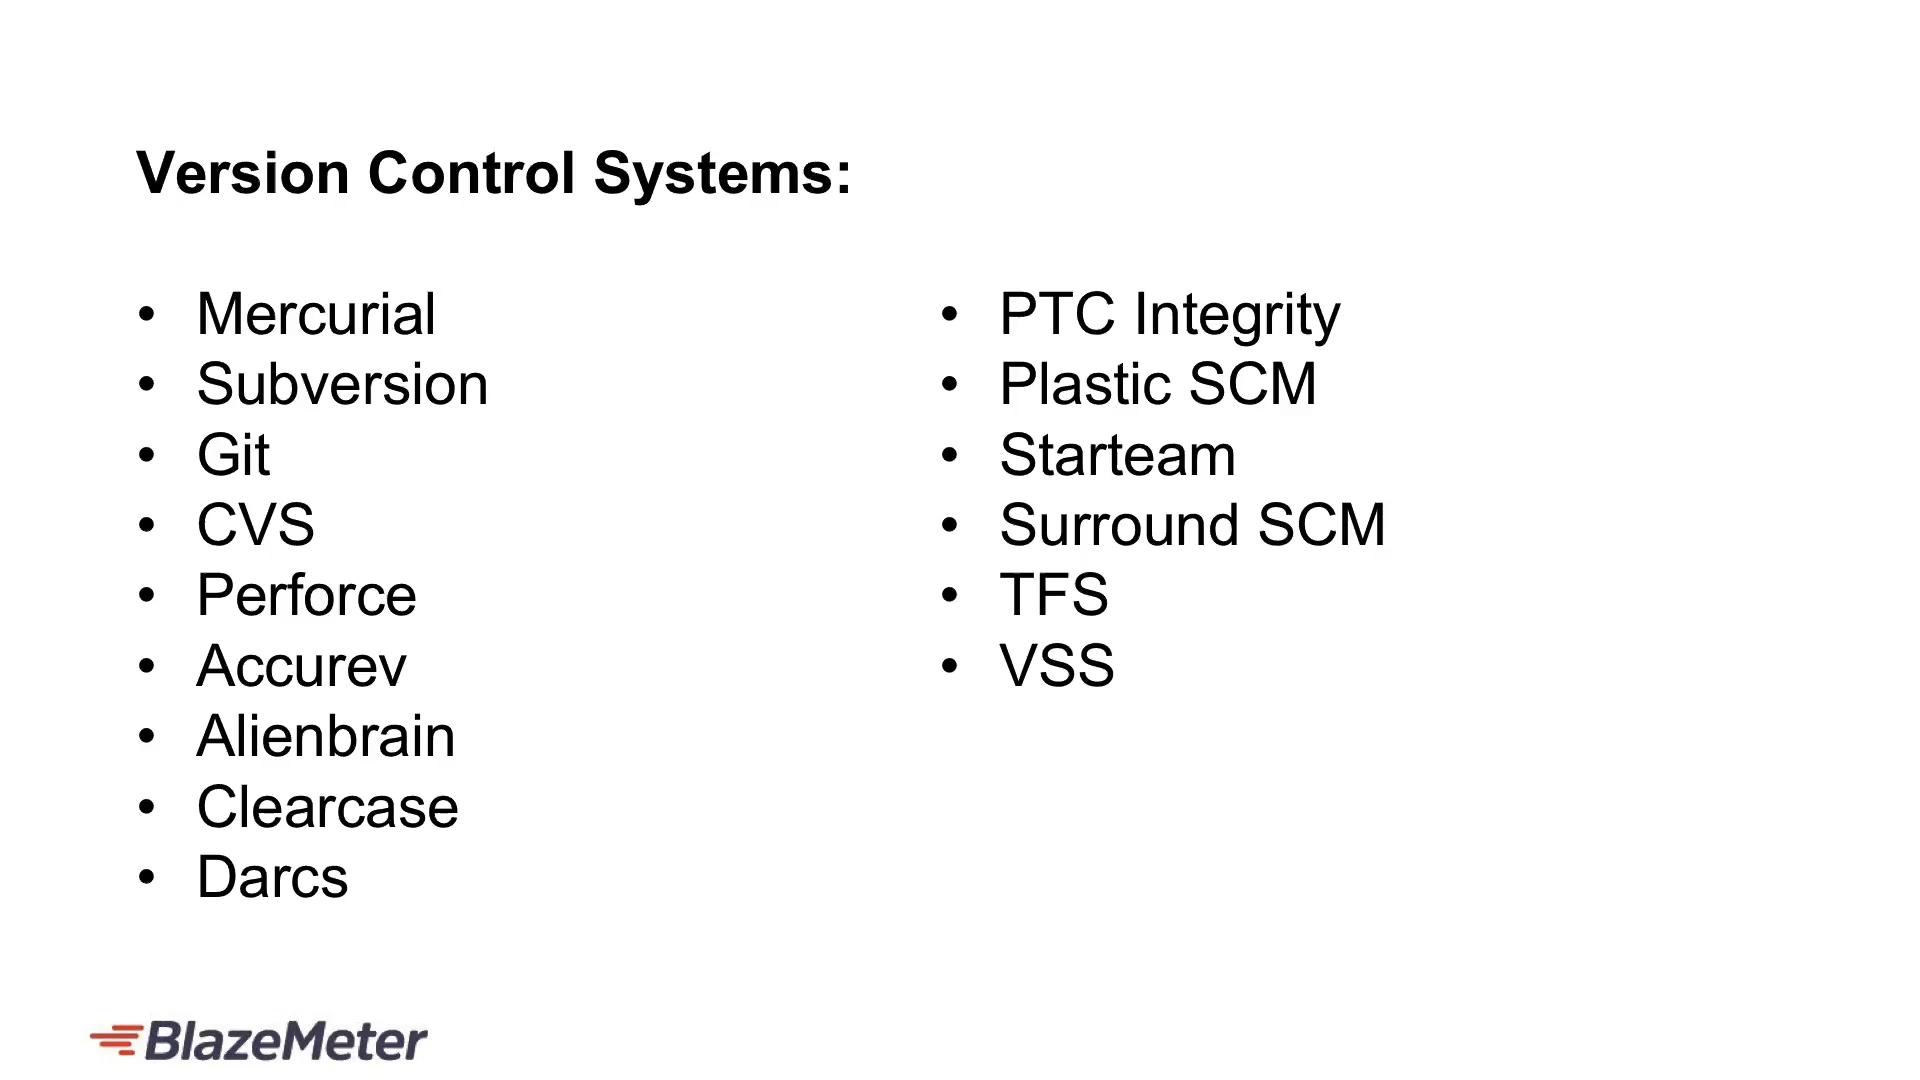 Version Control Systems:
• Mercurial
• Subversion
• Git
• CVS
• Perforce
• Accurev
• Alienbrain
• Clearcase
• Darcs
• PTC Integrity
• Plastic SCM
• Starteam
• Surround SCM
• TFS
• VSS
BlazeMeter